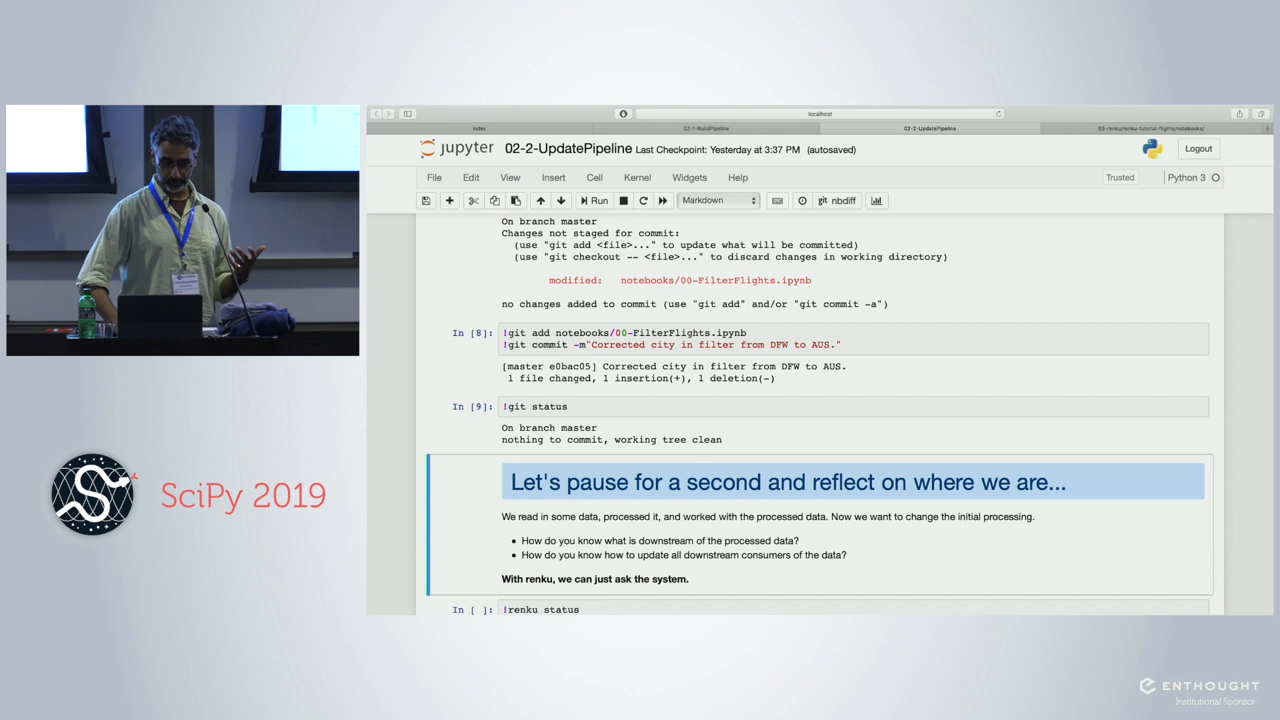 localhost
index
02-1-BuildPipeline
02-2-UpdatePipeline
03-renku/renku-tutorial-flights/notebooks/
jupyter 02-2-UpdatePipeline Last Checkpoint: Yesterday at 3:37 PM (autosaved)
Logout
File Edit View Insert Cell Kernel Widgets Help
Trusted
Python 3
Run
Markdown
git nbdiff
On branch master
Changes not staged for commit:
(use "git add <file>..." to update what will be committed)
(use "git checkout -- <file>..." to discard changes in working directory)
modified: notebooks/00-FilterFlights.ipynb
no changes added to commit (use "git add" and/or "git commit -a")
In [8]: !git add notebooks/00-FilterFlights.ipynb
!git commit -m"Corrected city in filter from DFW to AUS."
[master e0bac05] Corrected city in filter from DFW to AUS.
1 file changed, 1 insertion(+), 1 deletion(-)
In [9]: !git status
On branch master
nothing to commit, working tree clean
Let's pause for a second and reflect on where we are...
We read in some data, processed it, and worked with the processed data. Now we want to change the initial processing.
• How do you know what is downstream of the processed data?
• How do you know how to update all downstream consumers of the data?
With renku, we can just ask the system.
In [ ]: !renku status
SciPy 2019
ENTHOUGHT
Institutional Sponsor